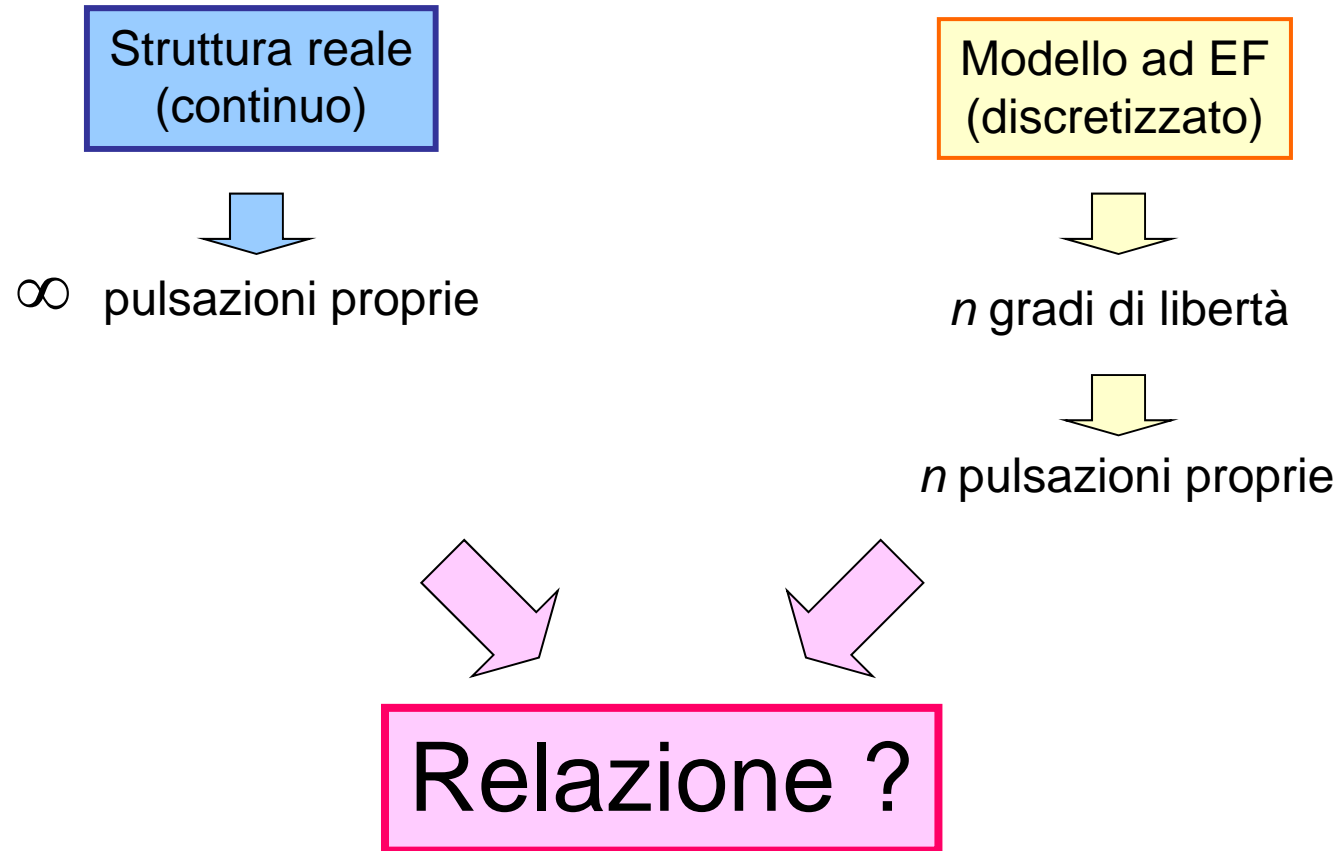 Struttura reale
(continuo)
Modello ad EF
(discretizzato)
∞ pulsazioni proprie
n gradi di libertà
n pulsazioni proprie
Relazione ?